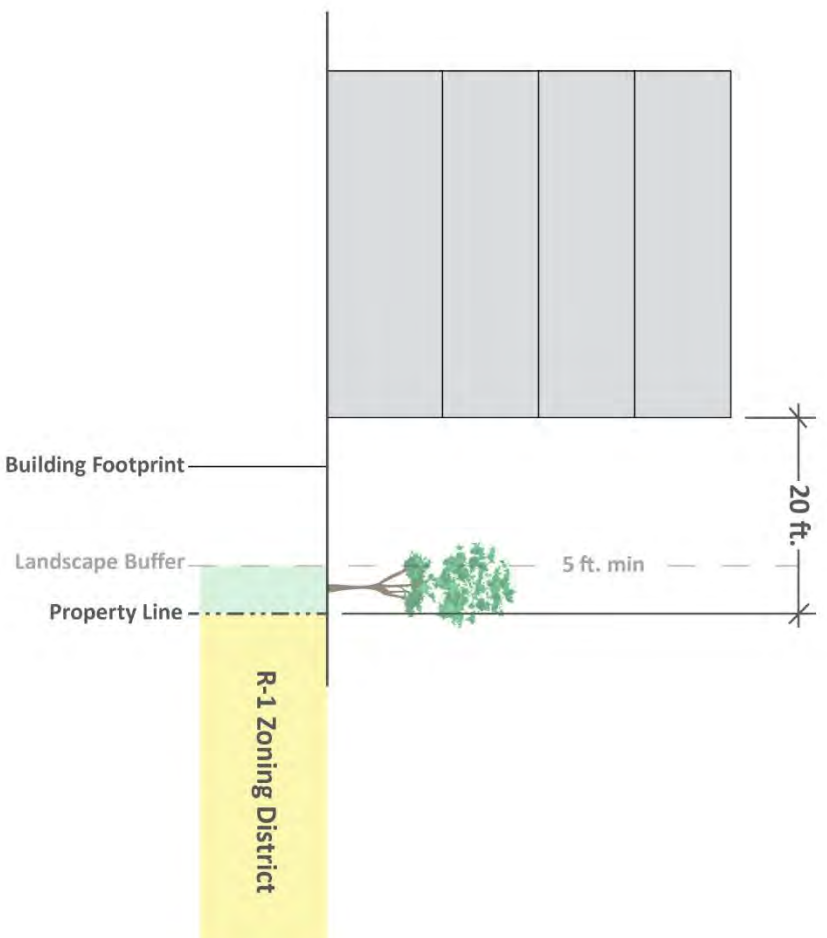 Building Footprint
20 ft.
Landscape Buffer
5 ft. min
Property Line
R-1 Zoning District